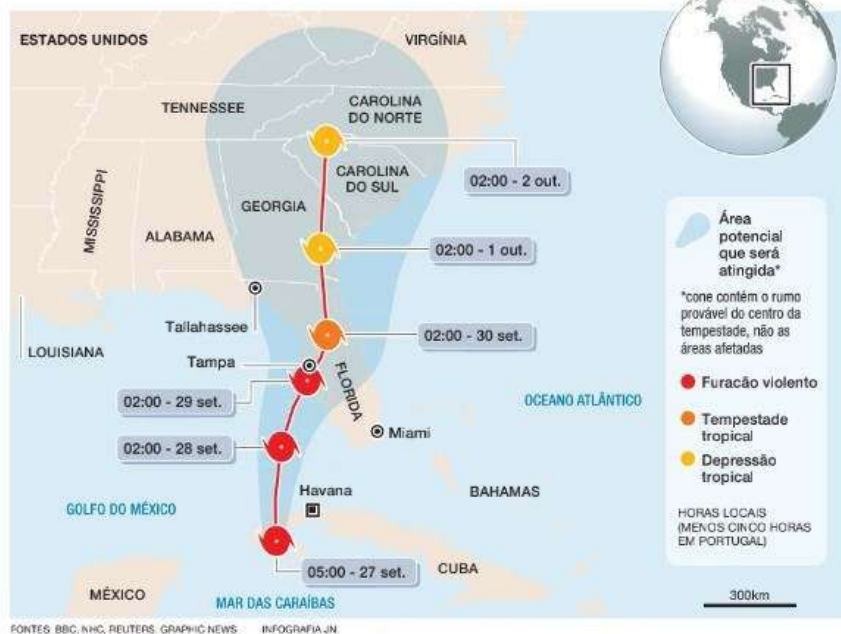 ESTADOS UNIDOS
VIRGÍNIA
TENNESSEE
CAROLINA
DO NORTE
CAROLINA
DO SUL
02:00 - 2 out.
GEORGIA
MISSISSIPPI
ALABAMA
02:00 - 1 out.
Tallahassee
LOUISIANA
02:00 - 30 set.
Tampa
FLORIDA
02:00 - 29 set.
OCEANO ATLÂNTICO
Miami
02:00 - 28 set.
Havana
BAHAMAS
GOLFO DO MÉXICO
05:00 - 27 set.
CUBA
MÉXICO
MAR DAS CARAÍBAS
Área
potencial
que será
atingida*
*cone contém o rumo
provável do centro da
tempestade, não as
áreas afetadas
Furacão violento
Tempestade
tropical
Depressão
tropical
HORAS LOCAIS
(MENOS CINCO HORAS
EM PORTUGAL)
300km
FONTES: BBC, NHC, REUTERS, GRAPHIC NEWS
INFOGRAFIA JN